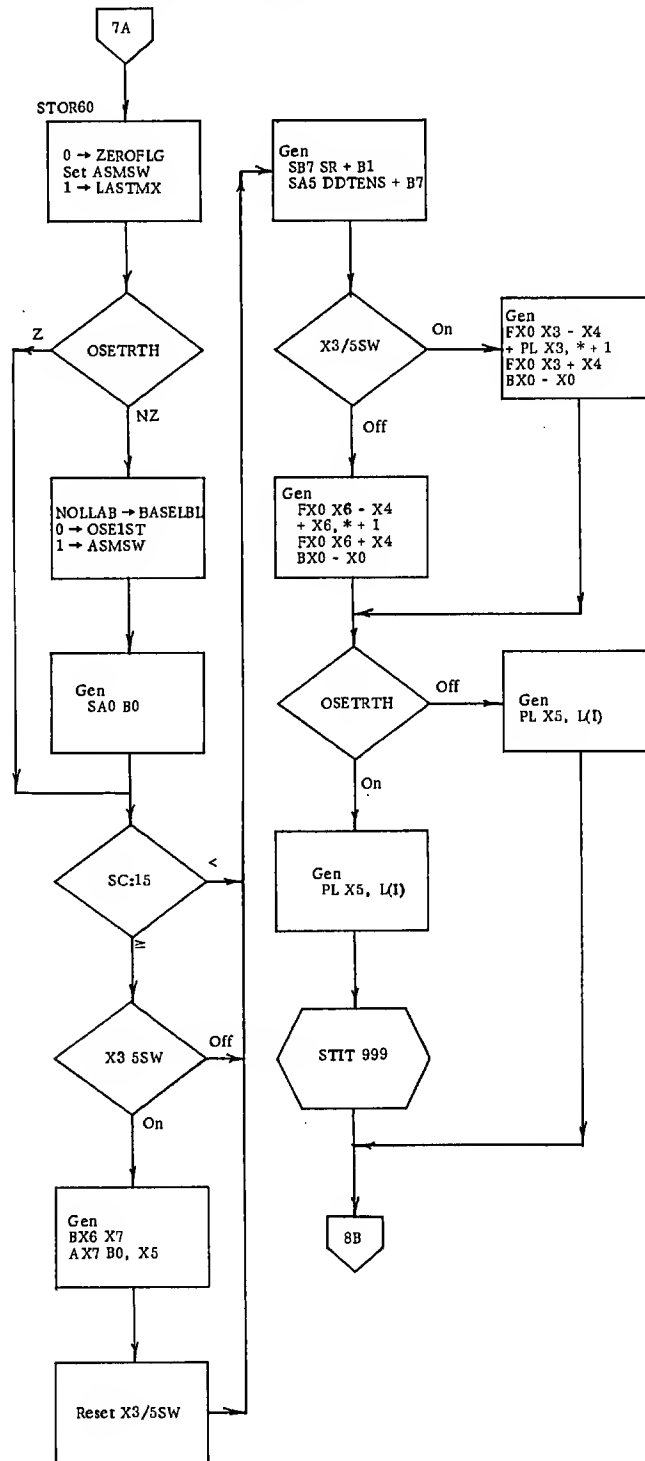 7A
STOR60
0 → ZEROFLG
Set ASMSW
1 → LASTMX
OSETRTH
Z
NZ
NOLLAB → BASELBL
0 → OSE1ST
1 → ASMSW
Gen
SA0 B0
SC:15
<
≧
X3 5SW
Off
On
Gen
BX6 X7
AX7 B0, X5
Reset X3/5SW
Gen
SB7 SR + B1
SA5 DDTENS + B7
X3/5SW
On
Off
Gen
FX0 X3 - X4
+ PL X3, * + 1
FX0 X3 + X4
BX0 - X0
Gen
FX0 X6 - X4
+ X6, * + 1
FX0 X6 + X4
BX0 - X0
OSETRTH
Off
On
Gen
PL X5, L(I)
Gen
PL X5, L(I)
STIT 999
8B